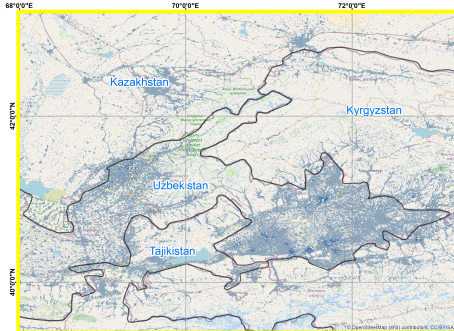 68°0'0"E
70°0'0"E
72°0'0"E
Kazakhstan
42°0'0"N
Kyrgyzstan
Uzbekistan
Tajikistan
40°0'0"N
© OpenStreetMap (and) contributors, CC-BY-SA